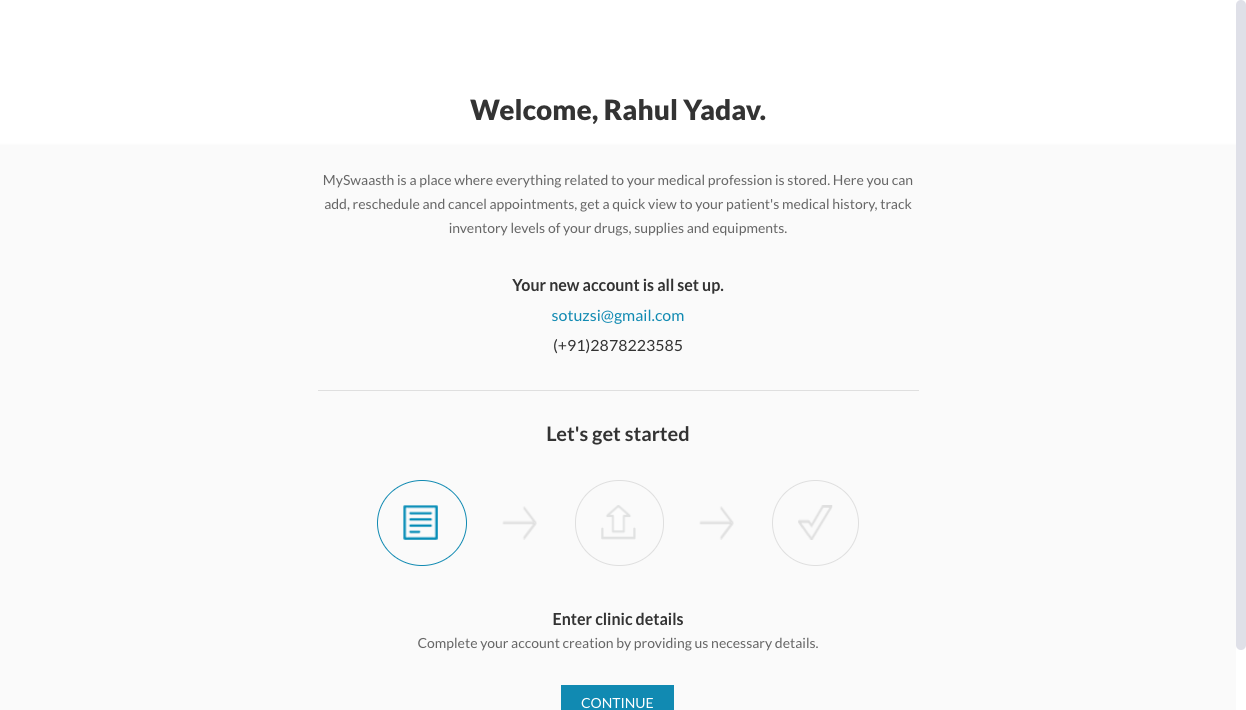 Welcome, Rahul Yadav.
MySwaasth is a place where everything related to your medical profession is stored. Here you can
add, reschedule and cancel appointments, get a quick view to your patient's medical history, track
inventory levels of your drugs, supplies and equipments.
Your new account is all set up.
sotuzsi@gmail.com
(+91)2878223585
Let's get started
Enter clinic details
Complete your account creation by providing us necessary details.
CONTINUE